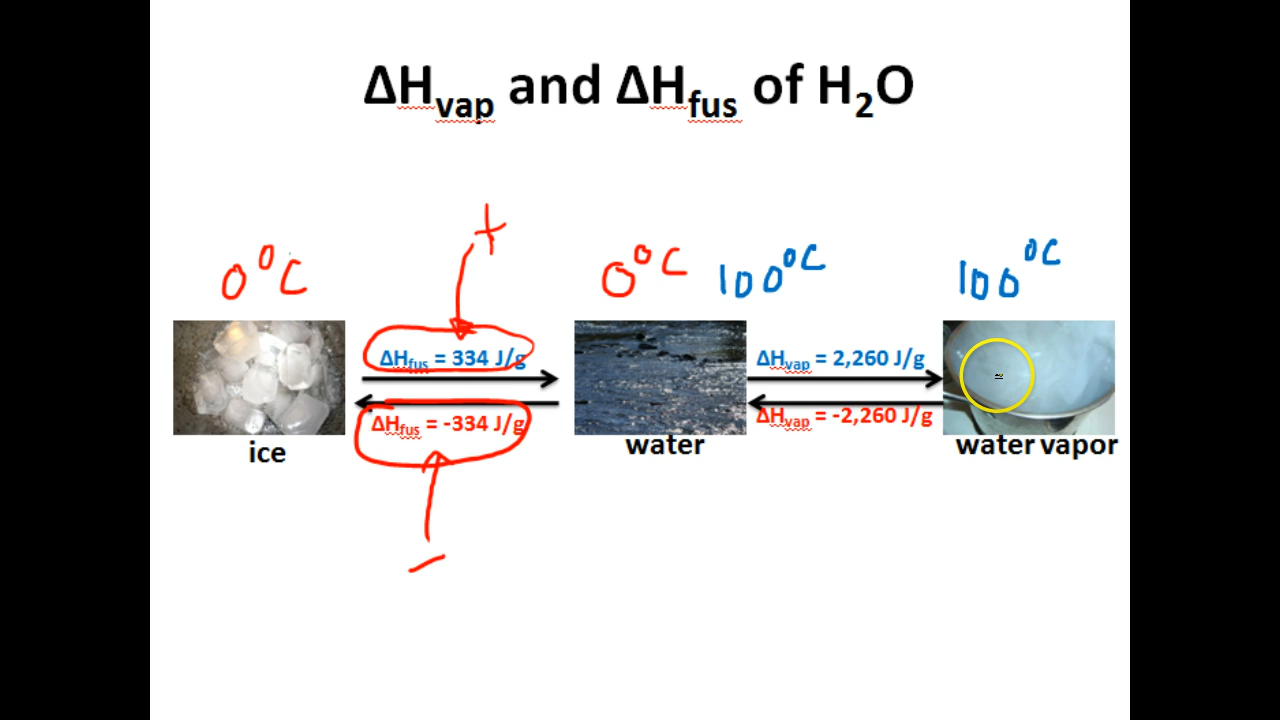 ΔHvap and ΔHfus of H2O
+
0°C 0°C 100°C 100°C
ΔHfus = 334 J/g ΔHvap = 2,260 J/g
ΔHfus = -334 J/g ΔHvap = -2,260 J/g
ice water water vapor
–